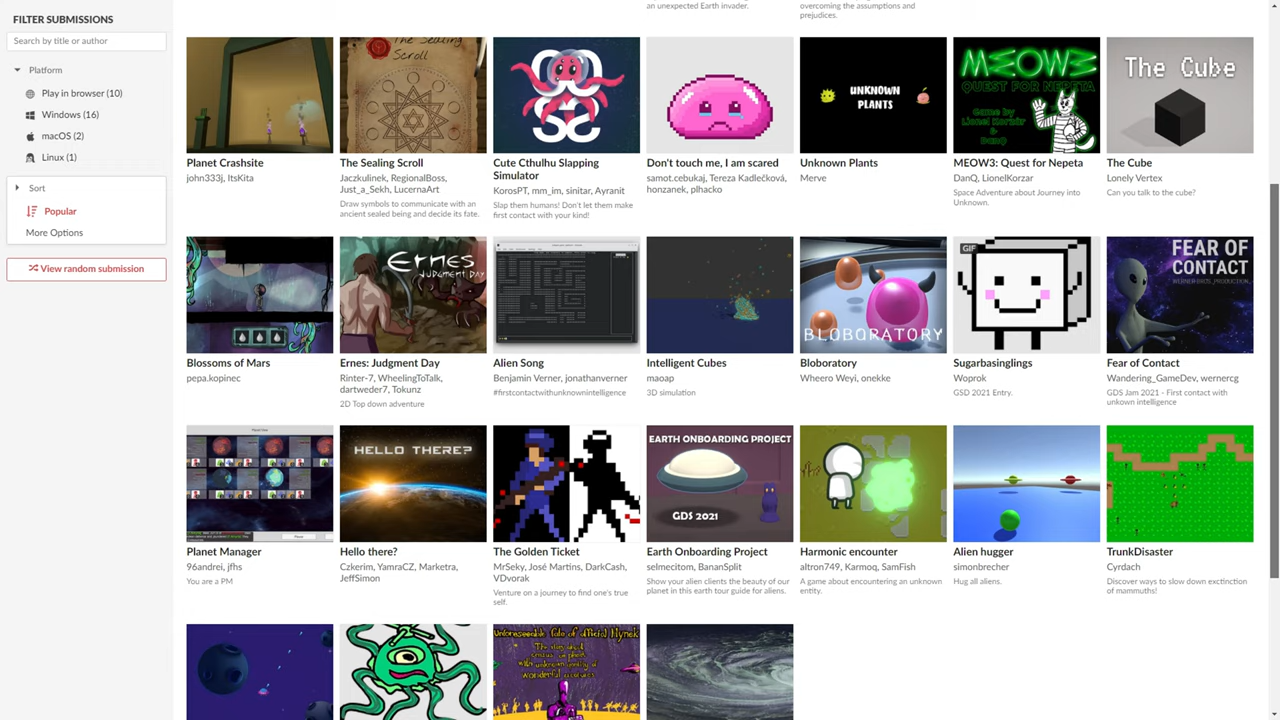 FILTER SUBMISSIONS
Search by title or author
Platform
Play in browser (10)
Windows (16)
macOS (2)
Linux (1)
Sort
Popular
More Options
View random submission
an unexpected Earth invader.
overcoming the assumptions and
prejudices.
The Sealing
Scroll
UNKNOWN
PLANTS
MEOW3
QUEST FOR NEPETA
Game by
Lionel Korzar
&
DanQ
The Cube
Planet Crashsite
john333j, ItsKita
The Sealing Scroll
Jaczkulinek, RegionalBoss,
Just_a_Sekh, LucernaArt
Draw symbols to communicate with an
ancient sealed being and decide its fate.
Cute Cthulhu Slapping
Simulator
KorosPT, mm_im, sinitar, Ayranit
Slap them humans! Don't let them make
first contact with your kind!
Don't touch me, I am scared
samot.cebukaj, Tereza Kadlečková,
honzanek, plhacko
Unknown Plants
Merve
MEOW3: Quest for Nepeta
DanQ, LionelKorzar
Space Adventure about Journey into
Unknown.
The Cube
Lonely Vertex
Can you talk to the cube?
Ernes
JUDGMENT DAY
BLOBORATORY
GIF
FEAR OF
CONTACT
Blossoms of Mars
pepa.kopinec
Ernes: Judgment Day
Rinter-7, WheelingToTalk,
dartweder7, Tokunz
2D Top down adventure
Alien Song
Benjamin Verner, jonathanverner
#firstcontactwithunknownintelligence
Intelligent Cubes
maoap
3D simulation
Bloboratory
Wheero Weyi, onekke
Sugarbasinglings
Woprok
GSD 2021 Entry.
Fear of Contact
Wandering_GameDev, wernercg
GDS Jam 2021 - First contact with
unkown intelligence
HELLO THERE?
EARTH ONBOARDING PROJECT
GDS 2021
Planet Manager
96andrei, jfhs
You are a PM
Hello there?
Czkerim, YamraCZ, Marketra,
JeffSimon
The Golden Ticket
MrSeky, José Martins, DarkCash,
VDvorak
Venture on a journey to find one's true
self.
Earth Onboarding Project
selmecitom, BananSplit
Show your alien clients the beauty of our
planet in this earth tour guide for aliens.
Harmonic encounter
altron749, Karmoq, SamFish
A game about encountering an unknown
entity.
Alien hugger
simonbrecher
Hug all aliens.
TrunkDisaster
Cyrdach
Discover ways to slow down exctinction
of mammoths!
Unforeseeable Tale of Metal Hynek